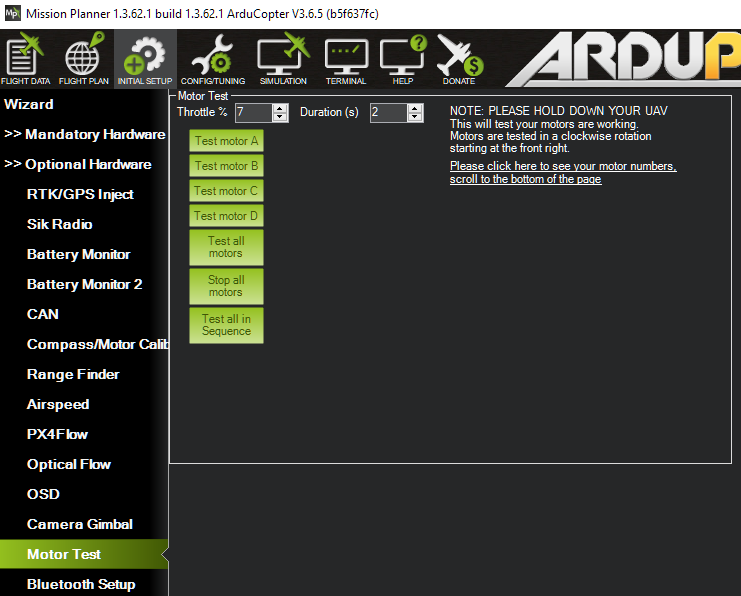 Mission Planner 1.3.62.1 build 1.3.62.1 ArduCopter V3.6.5 (b5f637fc)
FLIGHT DATA FLIGHT PLAN INITIAL SETUP CONFIG/TUNING SIMULATION TERMINAL HELP DONATE
ARDUP
Wizard
>> Mandatory Hardware
>> Optional Hardware
RTK/GPS Inject
Sik Radio
Battery Monitor
Battery Monitor 2
CAN
Compass/Motor Calib
Range Finder
Airspeed
PX4Flow
Optical Flow
OSD
Camera Gimbal
Motor Test
Bluetooth Setup
Motor Test
Throttle % 7 Duration (s) 2
Test motor A
Test motor B
Test motor C
Test motor D
Test all
motors
Stop all
motors
Test all in
Sequence
NOTE: PLEASE HOLD DOWN YOUR UAV
This will test your motors are working.
Motors are tested in a clockwise rotation
starting at the front right.
Please click here to see your motor numbers,
scroll to the bottom of the page